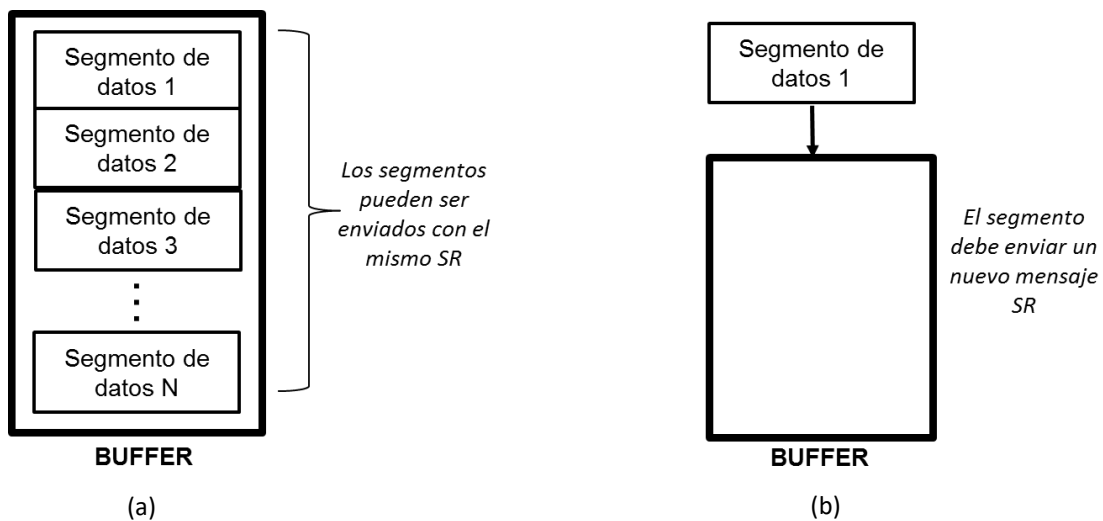 Segmento de
datos 1
Segmento de
datos 2
Segmento de
datos 3
Segmento de
datos N
BUFFER
(a)
Los segmentos
pueden ser
enviados con el
mismo SR
Segmento de
datos 1
BUFFER
(b)
El segmento
debe enviar un
nuevo mensaje
SR